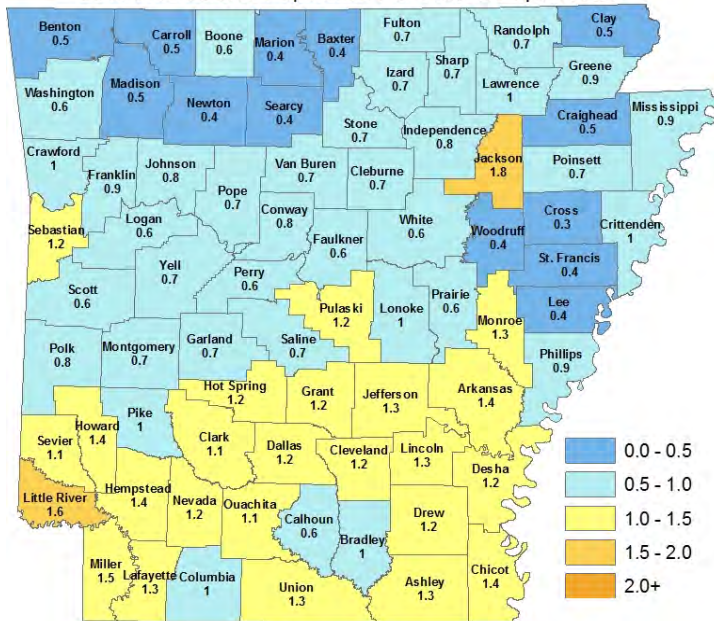 Benton
0.5
Carroll
0.5
Boone
0.6
Marion
0.4
Baxter
0.4
Fulton
0.7
Randolph
0.7
Clay
0.5
Washington
0.6
Madison
0.5
Newton
0.4
Searcy
0.4
Izard
0.7
Sharp
0.7
Lawrence
1
Greene
0.9
Stone
0.7
Independence
0.8
Jackson
1.8
Craighead
0.5
Mississippi
0.9
Crawford
1
Franklin
0.9
Johnson
0.8
Pope
0.7
Van Buren
0.7
Cleburne
0.7
Poinsett
0.7
Sebastian
1.2
Logan
0.6
Conway
0.8
Faulkner
0.6
White
0.6
Woodruff
0.4
Cross
0.3
Crittenden
1
St. Francis
0.4
Scott
0.6
Yell
0.7
Perry
0.6
Pulaski
1.2
Lonoke
1
Prairie
0.6
Monroe
1.3
Lee
0.4
Phillips
0.9
Polk
0.8
Montgomery
0.7
Garland
0.7
Saline
0.7
Hot Spring
1.2
Grant
1.2
Jefferson
1.3
Arkansas
1.4
Sevier
1.1
Howard
1.4
Pike
1
Clark
1.1
Dallas
1.2
Cleveland
1.2
Lincoln
1.3
Desha
1.2
Little River
1.6
Hempstead
1.4
Nevada
1.2
Ouachita
1.1
Calhoun
0.6
Bradley
1
Drew
1.2
Miller
1.5
Lafayette
1.3
Columbia
1
Union
1.3
Ashley
1.3
Chicot
1.4
0.0 - 0.5
0.5 - 1.0
1.0 - 1.5
1.5 - 2.0
2.0+